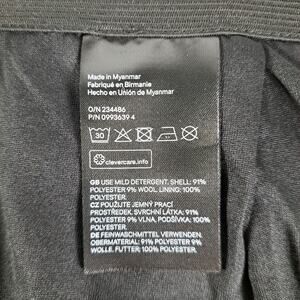 Made in Myanmar
Fabriqué en Birmanie
Hecho en Unión de Myanmar
O/N 234486
P/N 0993639 4
30
clevercare.info
GB USE MILD DETERGENT. SHELL: 91%
POLYESTER 9% WOOL, LINING: 100%
POLYESTER.
CZ POUŽIJTE JEMNÝ PRACÍ
PROSTŘEDEK. SVRCHNÍ LÁTKA: 91%
POLYESTER 9% VLNA. PODŠÍVKA: 100%
POLYESTER.
DE FEINWASCHMITTEL VERWENDEN.
OBERMATERIAL: 91% POLYESTER 9%
WOLLE. FUTTER: 100% POLYESTER.